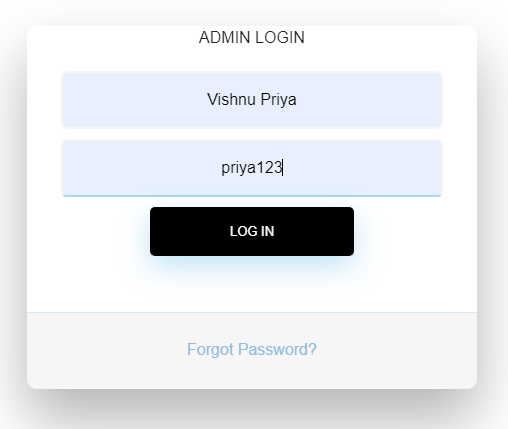 ADMIN LOGIN
Vishnu Priya
priya123
LOG IN
Forgot Password?